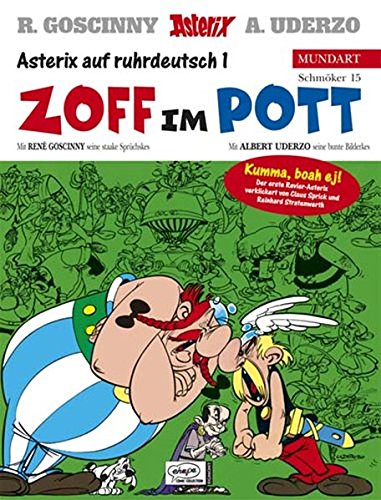 R. GOSCINNY Asterix A. UDERZO
Asterix auf ruhrdeutsch 1
MUNDART
Schmöker 15
ZOFF IM POTT
Mit RENÉ GOSCINNY seine staake Sprüchskes
Mit ALBERT UDERZO seine bunte Bilderkes
Kumma, boah ej!
Der erste Revier-Asterix
verklickert von Claus Sprick und
Reinhard Stratenwerth
ehapa
COMIC COLLECTION